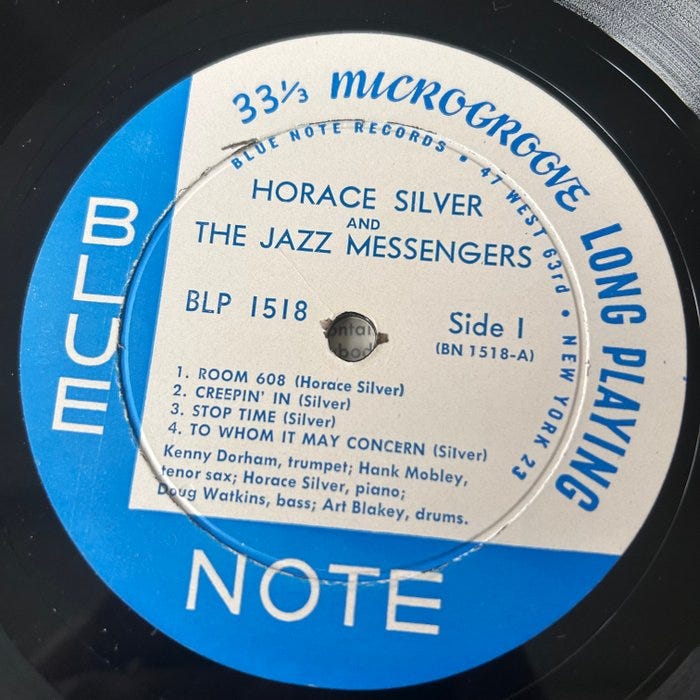 33⅓ MICROGROOVE LONG PLAYING
BLUE NOTE RECORDS • 47 WEST 63rd • NEW YORK 23
HORACE SILVER
AND
THE JAZZ MESSENGERS
BLP 1518
Side 1
(BN 1518-A)
1. ROOM 608 (Horace Silver)
2. CREEPIN' IN (Silver)
3. STOP TIME (Silver)
4. TO WHOM IT MAY CONCERN (Silver)
Kenny Dorham, trumpet; Hank Mobley,
tenor sax; Horace Silver, piano;
Doug Watkins, bass; Art Blakey, drums.
BLUE
NOTE